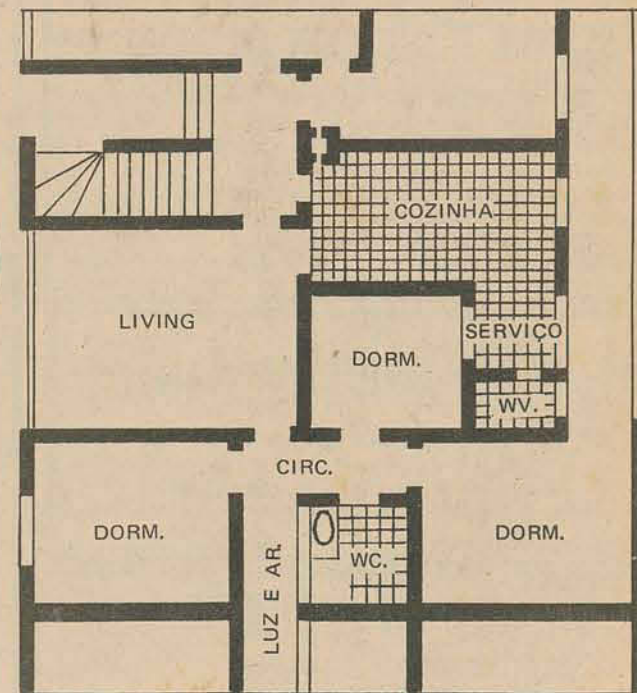 COZINHA
LIVING
SERVIÇO
DORM.
WV.
CIRC.
DORM.
DORM.
WC.
LUZ E AR.